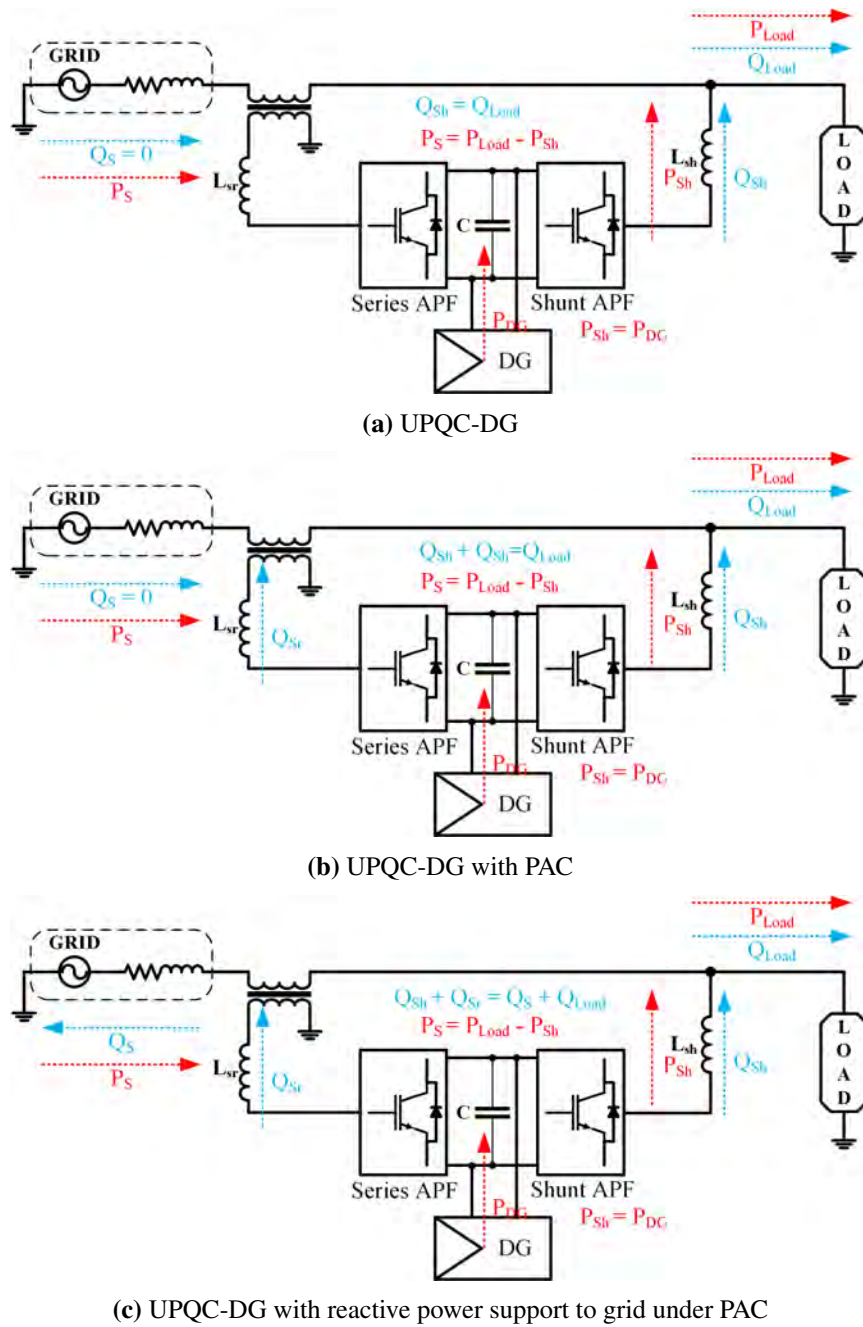 P_Load
GRID
Q_Load
Q_Sh = Q_Load
P_S = P_Load - P_Sh
Q_S = 0
P_S
L_sr
L_sh
P_Sh
Q_Sh
LOAD
C
Series APF
Shunt APF
P_DG
P_Sh = P_DG
DG
(a) UPQC-DG
P_Load
GRID
Q_Load
Q_Sh + Q_Sh=Q_Load
P_S = P_Load - P_Sh
Q_S = 0
P_S
L_sr
Q_Sr
L_sh
P_Sh
Q_Sh
LOAD
C
Series APF
Shunt APF
P_DG
P_Sh = P_DG
DG
(b) UPQC-DG with PAC
P_Load
GRID
Q_Load
Q_Sh + Q_Sr = Q_S + Q_Load
P_S = P_Load - P_Sh
Q_S
P_S
L_sr
Q_Sr
L_sh
P_Sh
Q_Sh
LOAD
C
Series APF
Shunt APF
P_DG
P_Sh = P_DG
DG
(c) UPQC-DG with reactive power support to grid under PAC